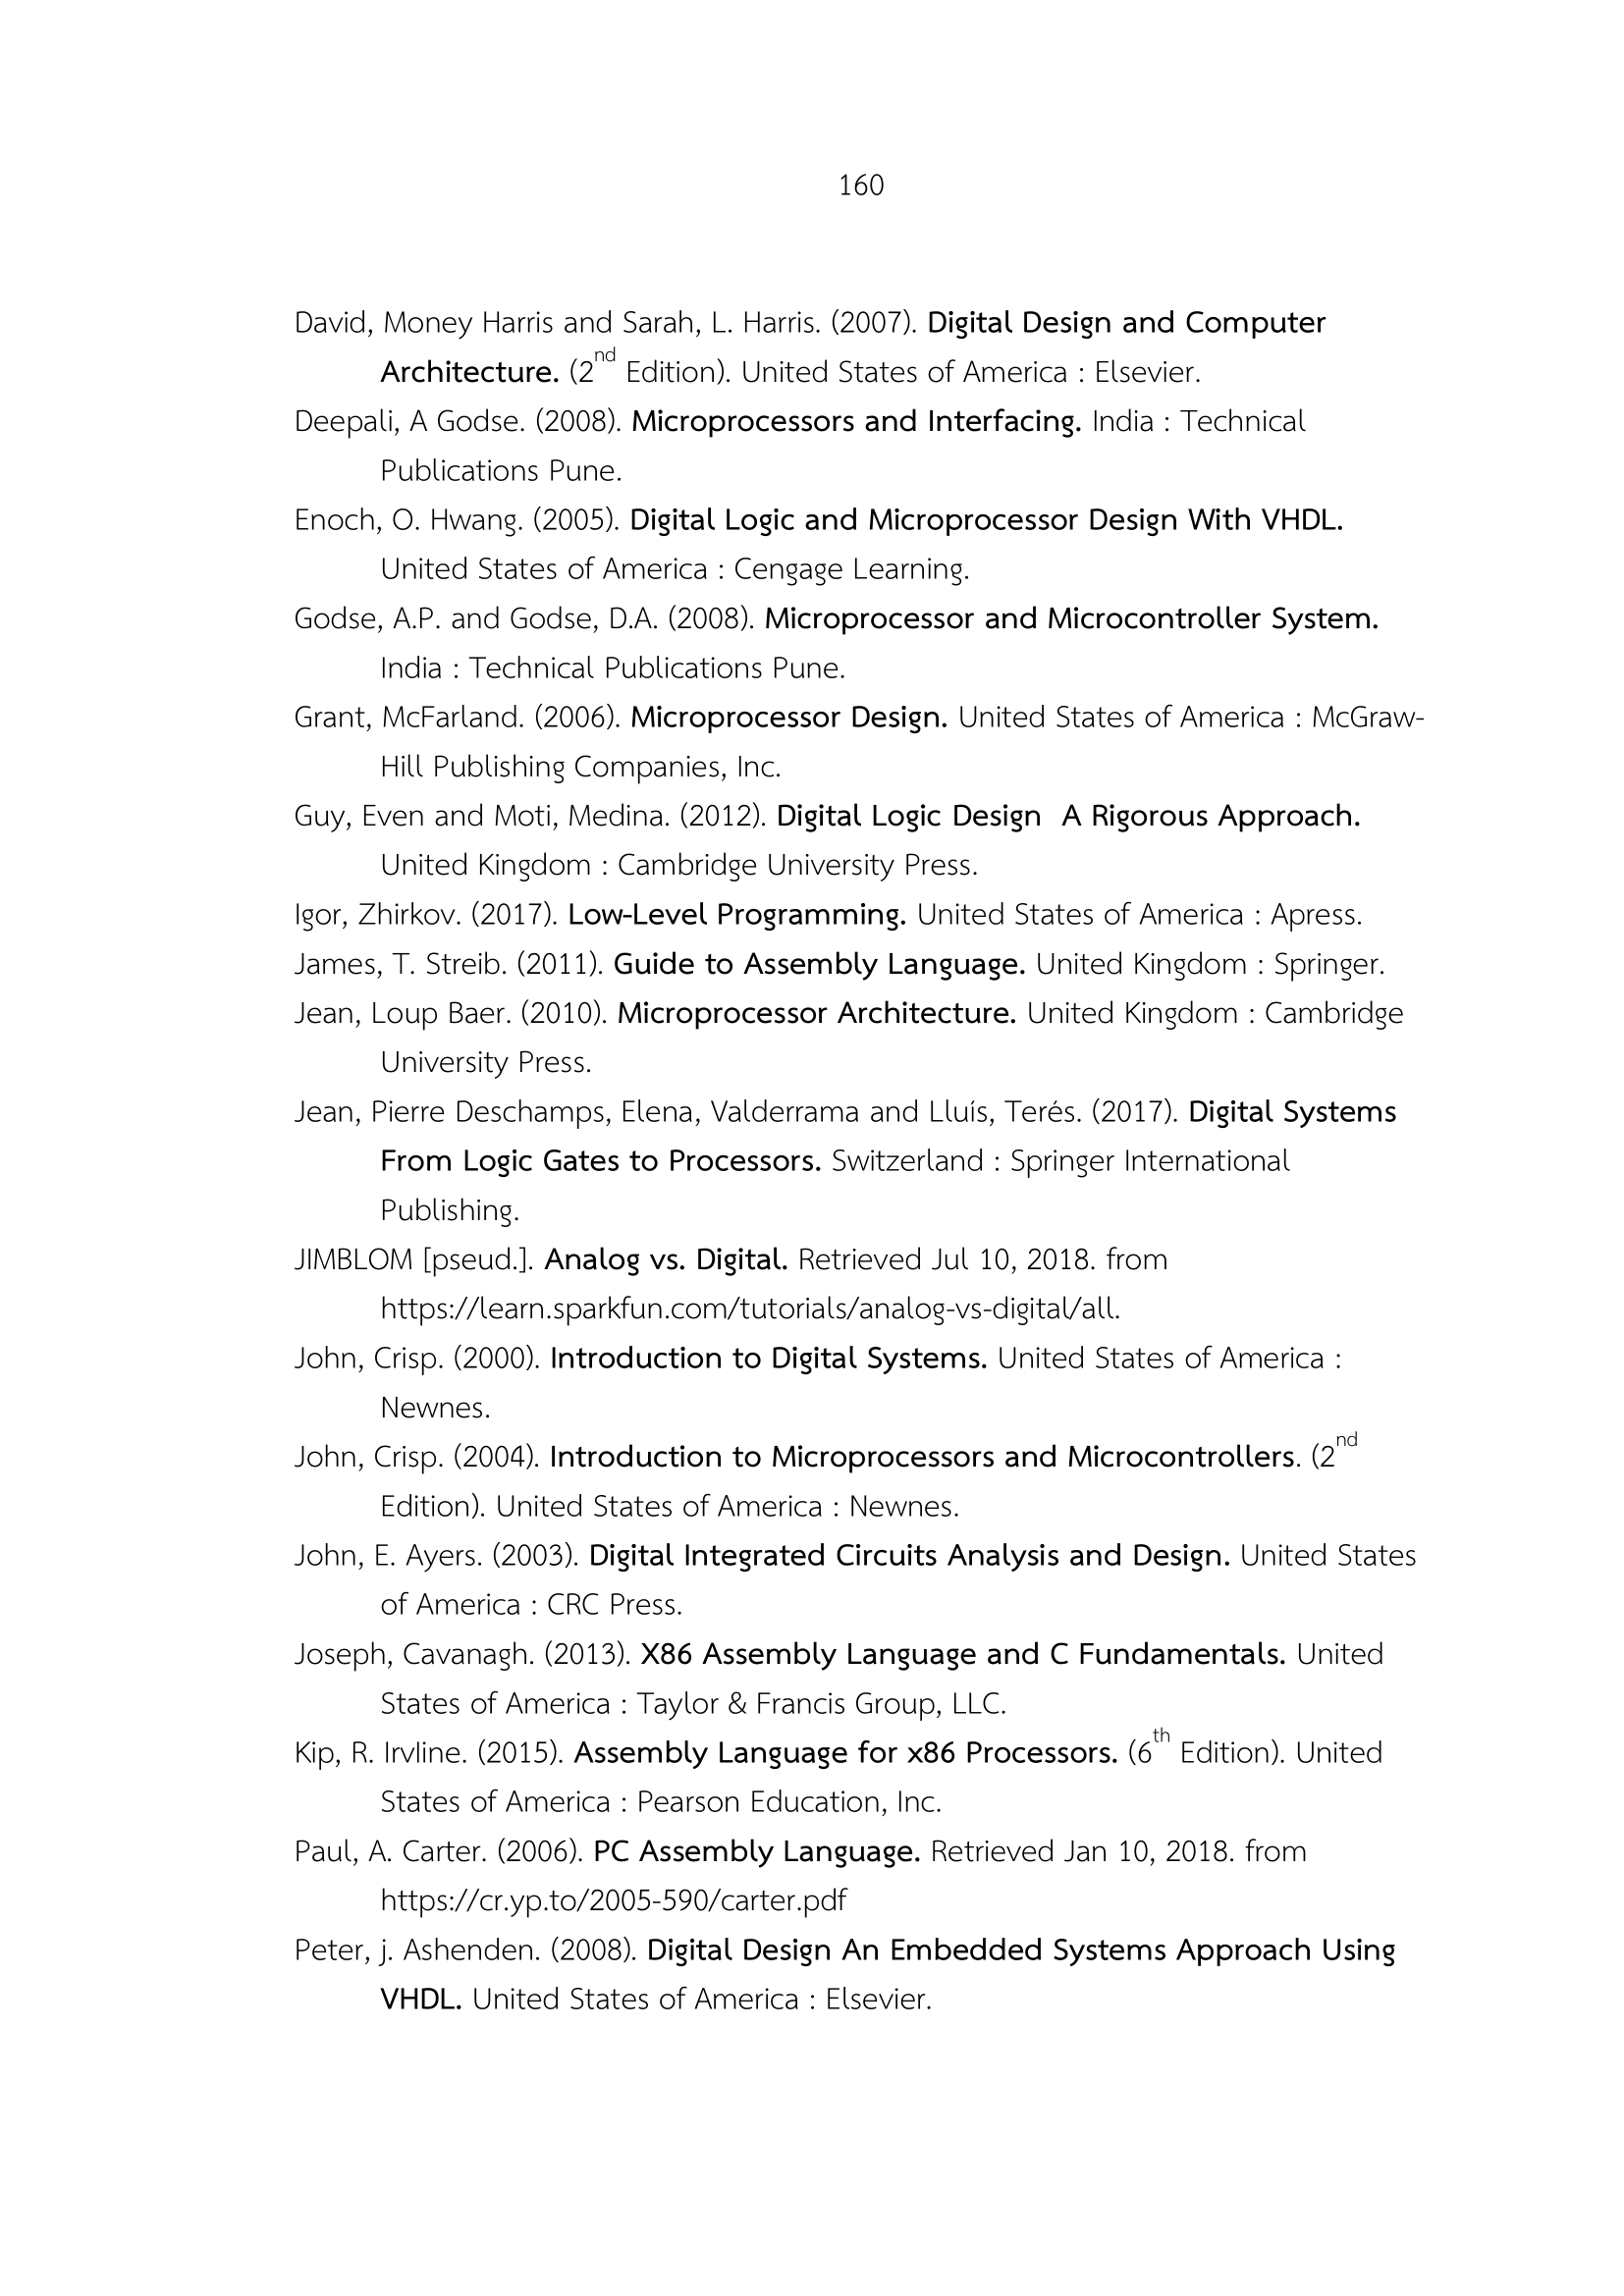 160
David, Money Harris and Sarah, L. Harris. (2007). Digital Design and Computer
Architecture. (2nd Edition). United States of America : Elsevier.
Deepali, A Godse. (2008). Microprocessors and Interfacing. India : Technical
Publications Pune.
Enoch, O. Hwang. (2005). Digital Logic and Microprocessor Design With VHDL.
United States of America : Cengage Learning.
Godse, A.P. and Godse, D.A. (2008). Microprocessor and Microcontroller System.
India : Technical Publications Pune.
Grant, McFarland. (2006). Microprocessor Design. United States of America : McGraw-
Hill Publishing Companies, Inc.
Guy, Even and Moti, Medina. (2012). Digital Logic Design  A Rigorous Approach.
United Kingdom : Cambridge University Press.
Igor, Zhirkov. (2017). Low-Level Programming. United States of America : Apress.
James, T. Streib. (2011). Guide to Assembly Language. United Kingdom : Springer.
Jean, Loup Baer. (2010). Microprocessor Architecture. United Kingdom : Cambridge
University Press.
Jean, Pierre Deschamps, Elena, Valderrama and Lluís, Terés. (2017). Digital Systems
From Logic Gates to Processors. Switzerland : Springer International
Publishing.
JIMBLOM [pseud.]. Analog vs. Digital. Retrieved Jul 10, 2018. from
https://learn.sparkfun.com/tutorials/analog-vs-digital/all.
John, Crisp. (2000). Introduction to Digital Systems. United States of America :
Newnes.
John, Crisp. (2004). Introduction to Microprocessors and Microcontrollers. (2nd
Edition). United States of America : Newnes.
John, E. Ayers. (2003). Digital Integrated Circuits Analysis and Design. United States
of America : CRC Press.
Joseph, Cavanagh. (2013). X86 Assembly Language and C Fundamentals. United
States of America : Taylor & Francis Group, LLC.
Kip, R. IrvIine. (2015). Assembly Language for x86 Processors. (6th Edition). United
States of America : Pearson Education, Inc.
Paul, A. Carter. (2006). PC Assembly Language. Retrieved Jan 10, 2018. from
https://cr.yp.to/2005-590/carter.pdf
Peter, j. Ashenden. (2008). Digital Design An Embedded Systems Approach Using
VHDL. United States of America : Elsevier.